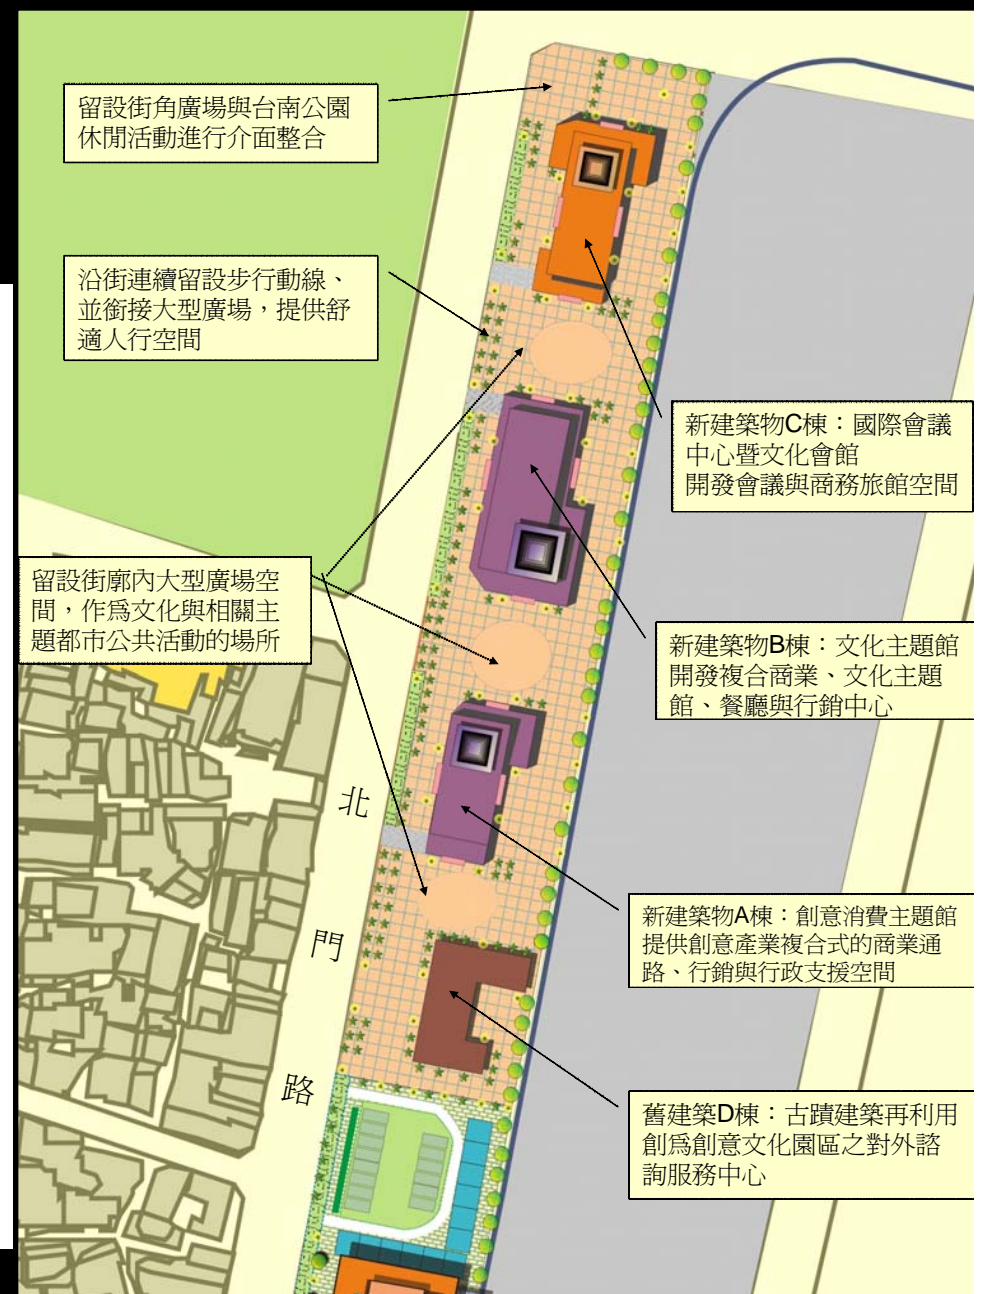 留設街角廣場與台南公園
休閒活動進行介面整合
沿街連續留設步行動線、
並銜接大型廣場，提供舒
適人行空間
新建築物C棟：國際會議
中心暨文化會館
開發會議與商務旅館空間
留設街廓內大型廣場空
間，作為文化與相關主
題都市公共活動的場所
新建築物B棟：文化主題館
開發複合商業、文化主題
館、餐廳與行銷中心
北
門
路
新建築物A棟：創意消費主題館
提供創意產業複合式的商業通
路、行銷與行政支援空間
舊建築D棟：古蹟建築再利用
創為創意文化園區之對外諮
詢服務中心